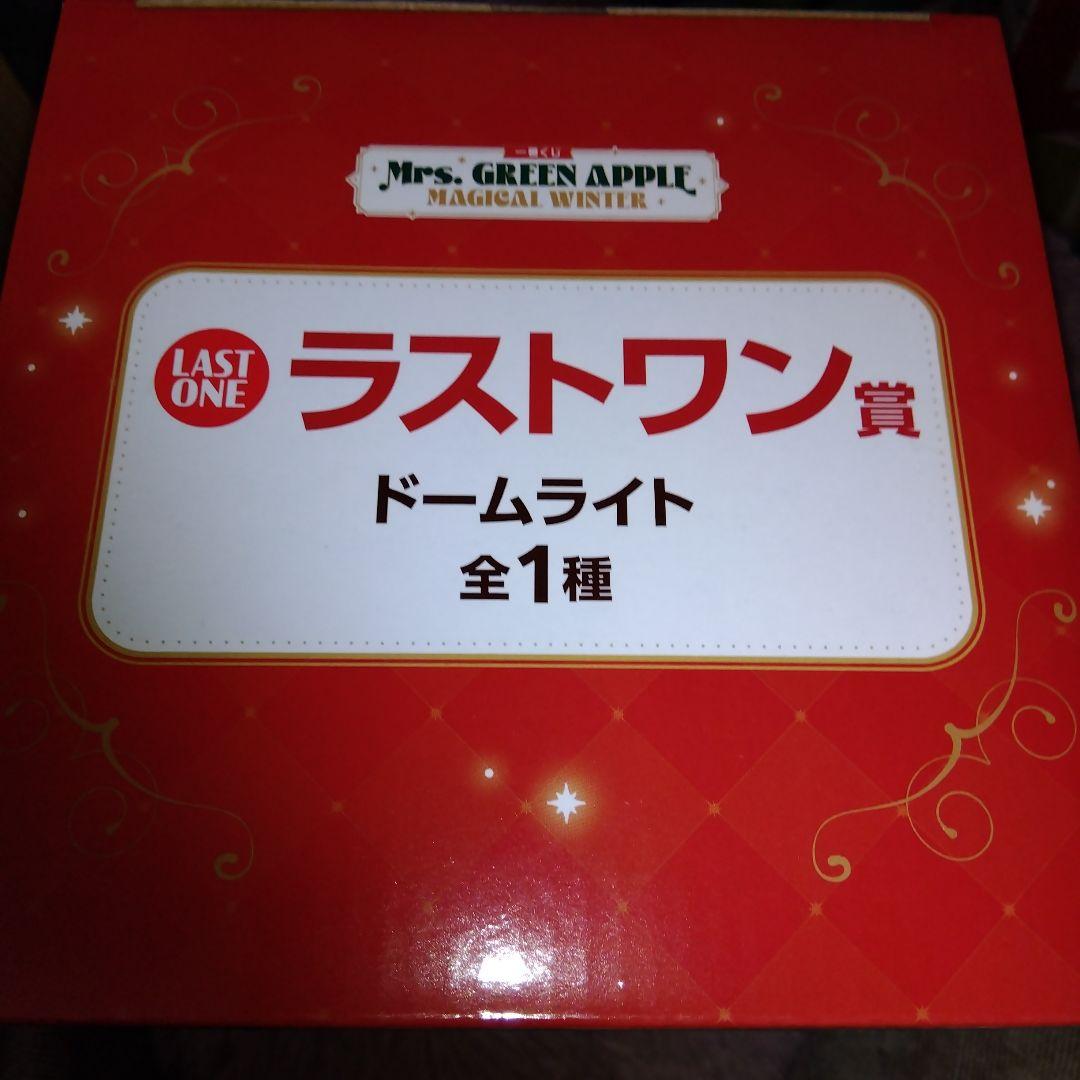 一番くじ
Mrs. GREEN APPLE
MAGICAL WINTER
LAST
ONE
ラストワン賞
ドームライト
全1種